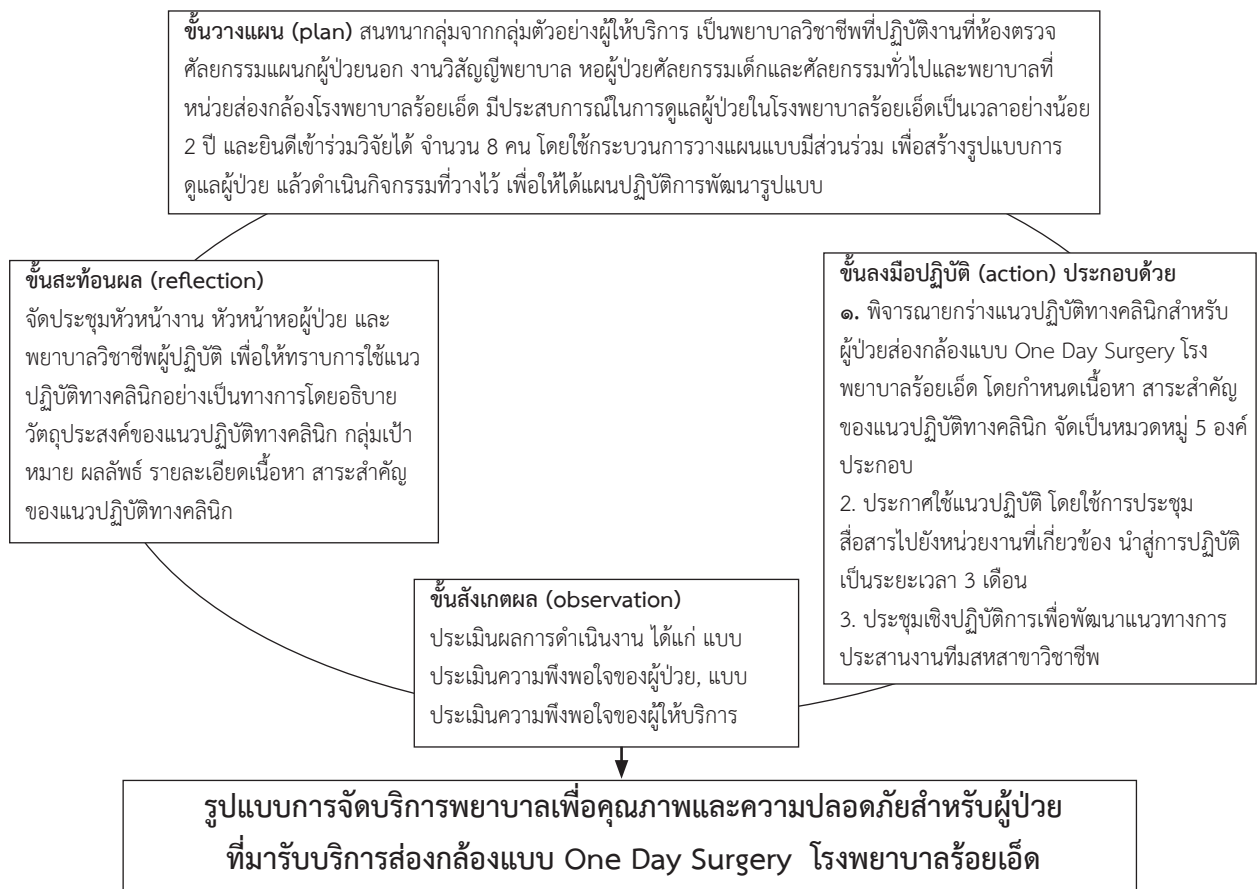 ขั้นวางแผน (plan) สนทนากลุ่มจากกลุ่มตัวอย่างผู้ให้บริการ เป็นพยาบาลวิชาชีพที่ปฏิบัติงานที่ห้องตรวจ
ศัลยกรรมแผนกผู้ป่วยนอก งานวิสัญญีพยาบาล หอผู้ป่วยศัลยกรรมเด็กและศัลยกรรมทั่วไปและพยาบาลที่
หน่วยส่องกล้องโรงพยาบาลร้อยเอ็ด มีประสบการณ์ในการดูแลผู้ป่วยในโรงพยาบาลร้อยเอ็ดเป็นเวลาอย่างน้อย
2 ปี และยินดีเข้าร่วมวิจัยได้ จำนวน 8 คน โดยใช้กระบวนการวางแผนแบบมีส่วนร่วม เพื่อสร้างรูปแบบการ
ดูแลผู้ป่วย แล้วดำเนินกิจกรรมที่วางไว้ เพื่อให้ได้แผนปฏิบัติการพัฒนารูปแบบ
ขั้นสะท้อนผล (reflection)
จัดประชุมหัวหน้างาน หัวหน้าหอผู้ป่วย และ
พยาบาลวิชาชีพผู้ปฏิบัติ เพื่อให้ทราบการใช้แนว
ปฏิบัติทางคลินิกอย่างเป็นทางการโดยอธิบาย
วัตถุประสงค์ของแนวปฏิบัติทางคลินิก กลุ่มเป้า
หมาย ผลลัพธ์ รายละเอียดเนื้อหา สาระสำคัญ
ของแนวปฏิบัติทางคลินิก
ขั้นลงมือปฏิบัติ (action) ประกอบด้วย
๑. พิจารณายกร่างแนวปฏิบัติทางคลินิกสำหรับ
ผู้ป่วยส่องกล้องแบบ One Day Surgery โรง
พยาบาลร้อยเอ็ด โดยกำหนดเนื้อหา สาระสำคัญ
ของแนวปฏิบัติทางคลินิก จัดเป็นหมวดหมู่ 5 องค์
ประกอบ
2. ประกาศใช้แนวปฏิบัติ โดยใช้การประชุม
สื่อสารไปยังหน่วยงานที่เกี่ยวข้อง นำสู่การปฏิบัติ
เป็นระยะเวลา 3 เดือน
3. ประชุมเชิงปฏิบัติการเพื่อพัฒนาแนวทางการ
ประสานงานทีมสหสาขาวิชาชีพ
ขั้นสังเกตผล (observation)
ประเมินผลการดำเนินงาน ได้แก่ แบบ
ประเมินความพึงพอใจของผู้ป่วย, แบบ
ประเมินความพึงพอใจของผู้ให้บริการ
รูปแบบการจัดบริการพยาบาลเพื่อคุณภาพและความปลอดภัยสำหรับผู้ป่วย
ที่มารับบริการส่องกล้องแบบ One Day Surgery โรงพยาบาลร้อยเอ็ด